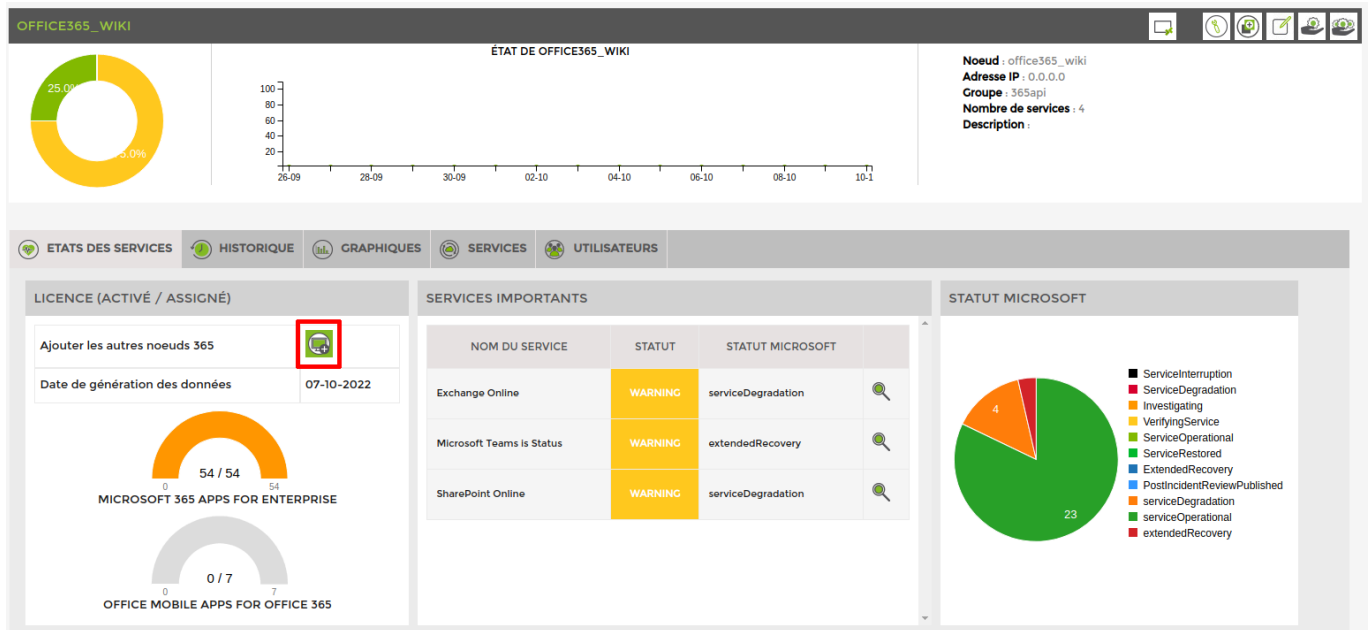 OFFICE365_WIKI
25.0%
5.0%
ÉTAT DE OFFICE365_WIKI
100
80
60
40
20
26-09 28-09 30-09 02-10 04-10 06-10 08-10 10-1
Noeud : office365_wiki
Adresse IP : 0.0.0.0
Groupe : 365api
Nombre de services : 4
Description :
ETATS DES SERVICES HISTORIQUE GRAPHIQUES SERVICES UTILISATEURS
LICENCE (ACTIVÉ / ASSIGNÉ)
Ajouter les autres noeuds 365
Date de génération des données 07-10-2022
54 / 54
0 54
MICROSOFT 365 APPS FOR ENTERPRISE
0 / 7
0 7
OFFICE MOBILE APPS FOR OFFICE 365
SERVICES IMPORTANTS
NOM DU SERVICE STATUT STATUT MICROSOFT
Exchange Online WARNING serviceDegradation
Microsoft Teams is Status WARNING extendedRecovery
SharePoint Online WARNING serviceDegradation
STATUT MICROSOFT
4
23
ServiceInterruption
ServiceDegradation
Investigating
VerifyingService
ServiceOperational
ServiceRestored
ExtendedRecovery
PostIncidentReviewPublished
serviceDegradation
serviceOperational
extendedRecovery